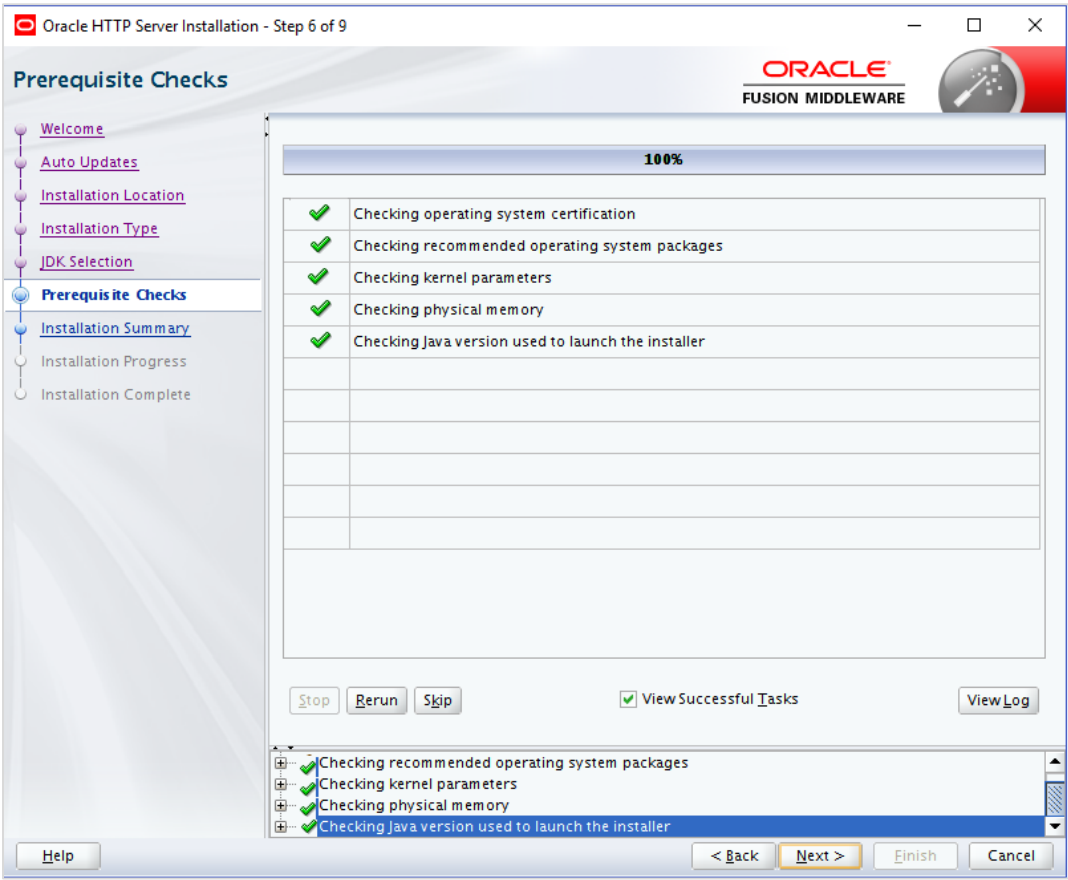 Oracle HTTP Server Installation - Step 6 of 9
Prerequisite Checks
ORACLE
FUSION MIDDLEWARE
Welcome
Auto Updates
Installation Location
Installation Type
JDK Selection
Prerequisite Checks
Installation Summary
Installation Progress
Installation Complete
100%
Checking operating system certification
Checking recommended operating system packages
Checking kernel parameters
Checking physical memory
Checking Java version used to launch the installer
Stop Rerun Skip View Successful Tasks View Log
Checking recommended operating system packages
Checking kernel parameters
Checking physical memory
Checking Java version used to launch the installer
Help < Back Next > Finish Cancel